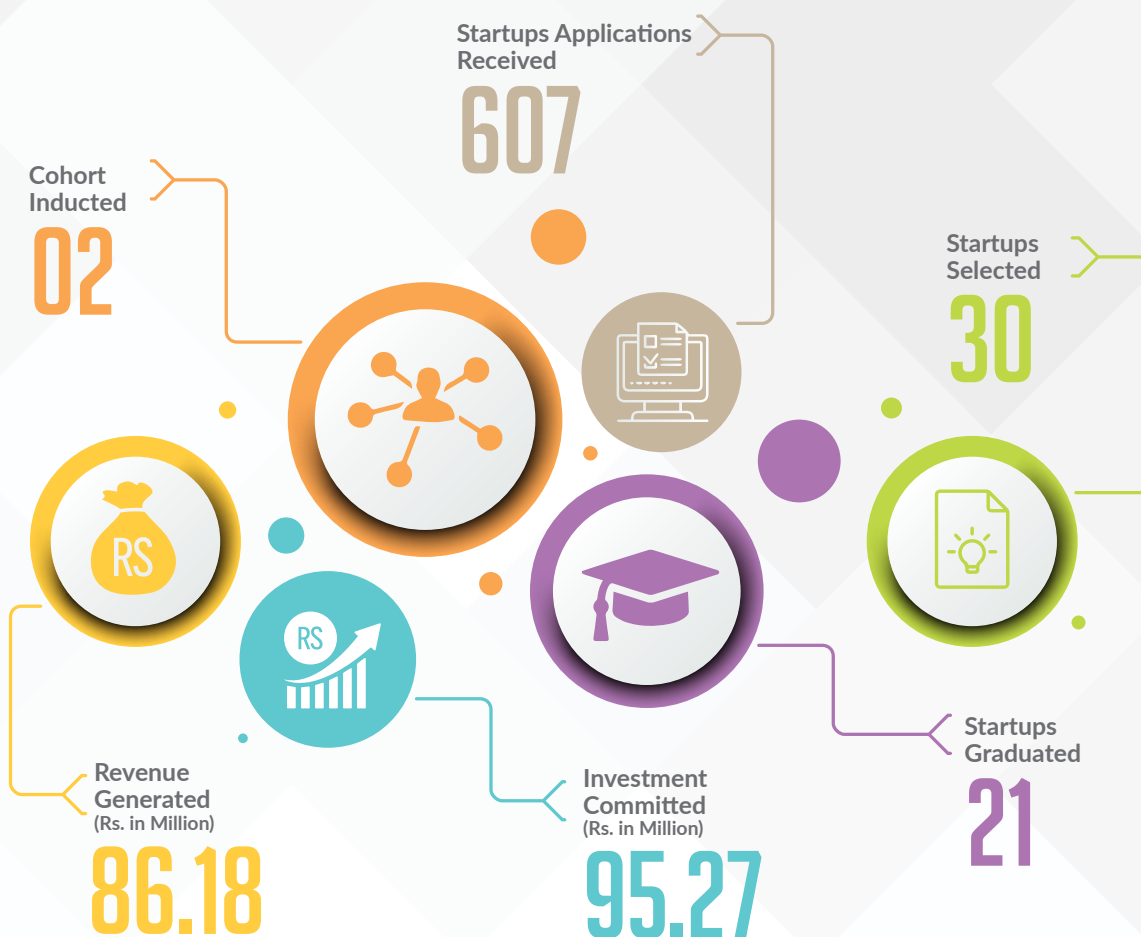 Startups Applications
Received
607
Cohort
Inducted
02
Startups
Selected
30
RS
RS
Startups
Graduated
21
Revenue
Generated
(Rs. in Million)
86.18
Investment
Committed
(Rs. in Million)
95.27